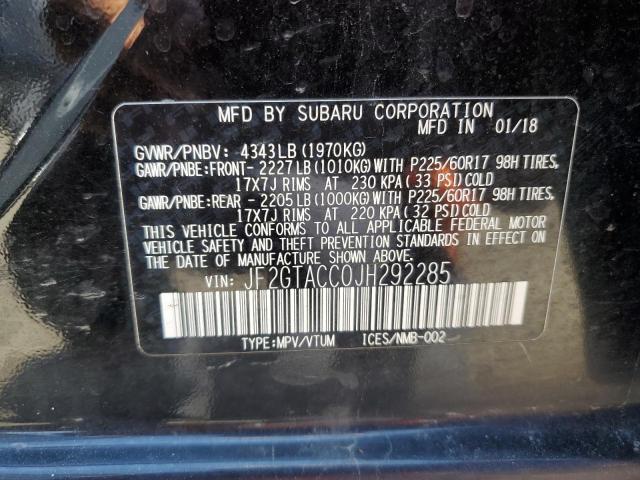 MFD BY SUBARU CORPORATION
MFD IN 01/18
GVWR/PNBV: 4343LB (1970KG)
GAWR/PNBE:FRONT- 2227LB (1010KG) WITH P225/60R17 98H TIRES,
17X7J RIMS AT 230 KPA (33 PSI) COLD
GAWR/PNBE:REAR - 2205LB (1000KG) WITH P225/60R17 98H TIRES,
17X7J RIMS AT 220 KPA (32 PSI) COLD
THIS VEHICLE CONFORMS TO ALL APPLICABLE FEDERAL MOTOR
VEHICLE SAFETY AND THEFT PREVENTION STANDARDS IN EFFECT ON
THE DATE OF MANUFACTURE SHOWN ABOVE.
VIN: JF2GTACC0JH292285
TYPE:MPV/VTUM ICES/NMB-002